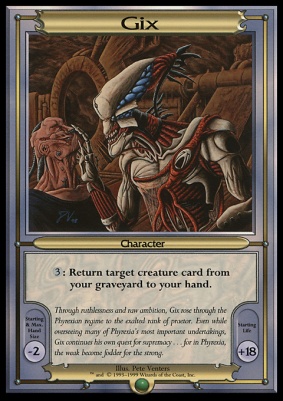 Gix
Character
3: Return target creature card from
your graveyard to your hand.
Through ruthlessness and raw ambition, Gix rose through the
Phyrexian regime to the exalted rank of praetor. Even while
overseeing many of Phyrexia's most important undertakings,
Gix continues his own quest for supremacy . . . for in Phyrexia,
the weak become fodder for the strong.
Starting
& Max.
Hand
Size
-2
Starting
Life
+18
Illus. Pete Venters
™ and © 1995–1999 Wizards of the Coast, Inc.